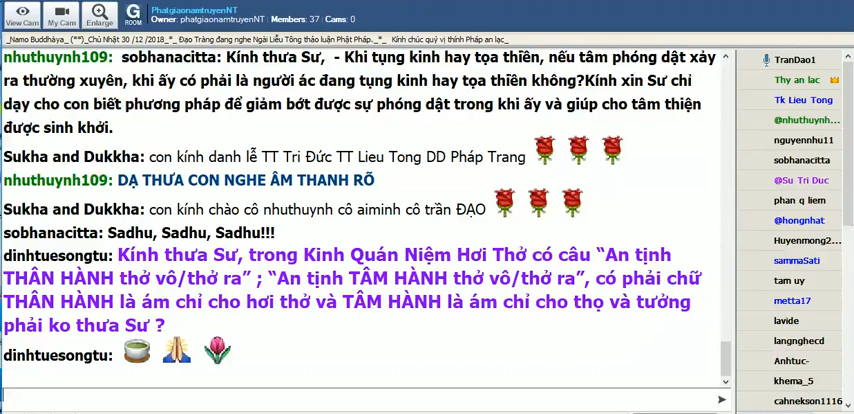 PhatgiaonamtruyenNT
Owner: phatgiaonamtruyenNT | Members: 37 | Cams: 0
View Cam
My Cam
Enlarge
G
ROOM
_Namo Buddhàya_ (**)_Chủ Nhật 30 /12 /2018_*_ Đạo Tràng đang nghe Ngài Liễu Tông thảo luận Phật Pháp._*_ Kính chúc quý vị thính Pháp an lạc_
nhuthuynh109: sobhanacitta: Kính thưa Sư, - Khi tụng kinh hay tọa thiền, nếu tâm phóng dật xảy
ra thường xuyên, khi ấy có phải là người ác đang tụng kinh hay tọa thiền không?Kính xin Sư chỉ
dạy cho con biết phương pháp để giảm bớt được sự phóng dật trong khi ấy và giúp cho tâm thiện
được sinh khởi.
Sukha and Dukkha: con kính danh lễ TT Tri Đức TT Lieu Tong DD Pháp Trang
nhuthuynh109: DẠ THƯA CON NGHE ÂM THANH RÕ
Sukha and Dukkha: con kính chào cô nhuthuynh cô aiminh cô trần ĐẠO
sobhanacitta: Sadhu, Sadhu, Sadhu!!!
dinhtuesongtu: Kính thưa Sư, trong Kinh Quán Niệm Hơi Thở có câu “An tịnh
THÂN HÀNH thở vô/thở ra” ; “An tịnh TÂM HÀNH thở vô/thở ra”, có phải chữ
THÂN HÀNH là ám chỉ cho hơi thở và TÂM HÀNH là ám chỉ cho thọ và tưởng
phải ko thưa Sư ?
dinhtuesongtu:
TranDao1
Thy an lac
Tk Lieu Tong
@nhuthuynh...
nguyennhu11
sobhanacitta
@Su Tri Duc
phan q liem
@hongnhat
Huyenmong2...
sammaSati
tam uy
metta17
lavide
langnghecd
Anhtuc-
khema_5
cahnekson1116